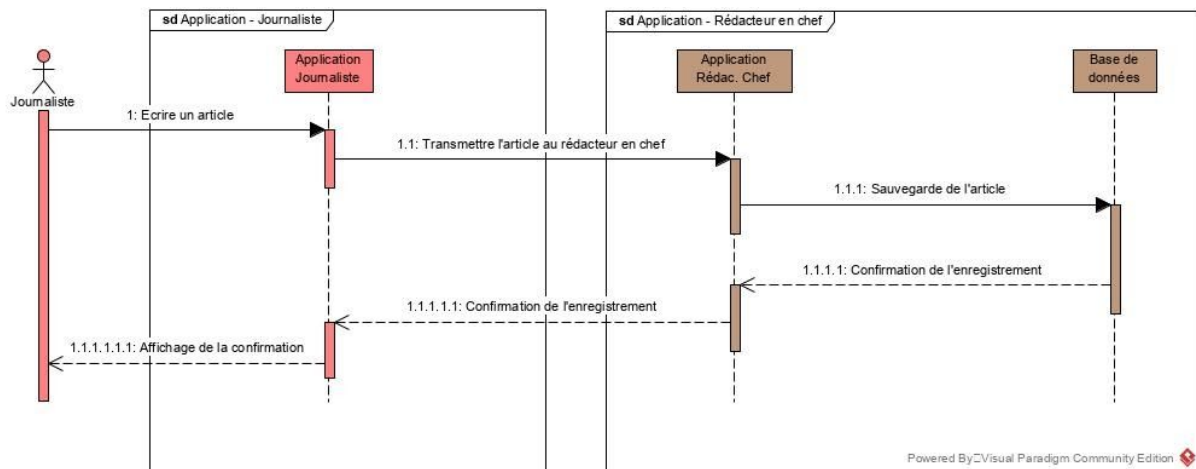 sd Application - Journaliste
sd Application - Rédacteur en chef
Application
Journaliste
Application
Rédac. Chef
Base de
données
Journaliste
1: Ecrire un article
1.1: Transmettre l'article au rédacteur en chef
1.1.1: Sauvegarde de l'article
1.1.1.1: Confirmation de l'enregistrement
1.1.1.1.1: Confirmation de l'enregistrement
1.1.1.1.1.1: Affichage de la confirmation
Powered By Visual Paradigm Community Edition